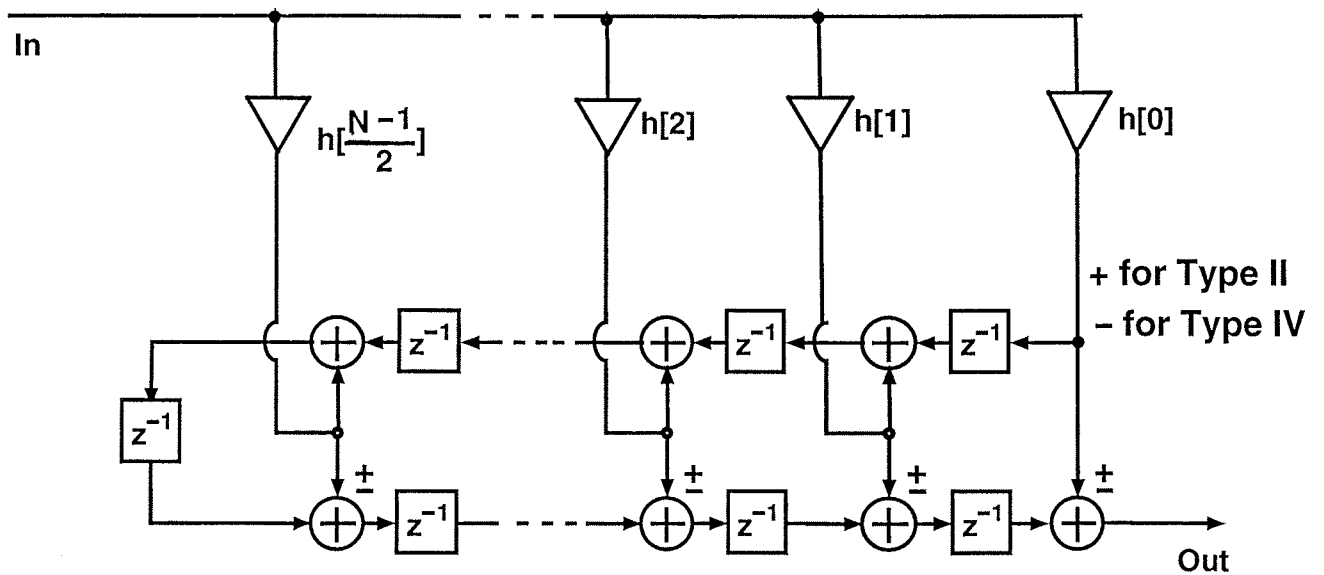 In
h[(N-1)/2]
h[2]
h[1]
h[0]
+ for Type II
- for Type IV
z⁻¹
z⁻¹
z⁻¹
z⁻¹
±
±
±
±
z⁻¹
z⁻¹
z⁻¹
Out